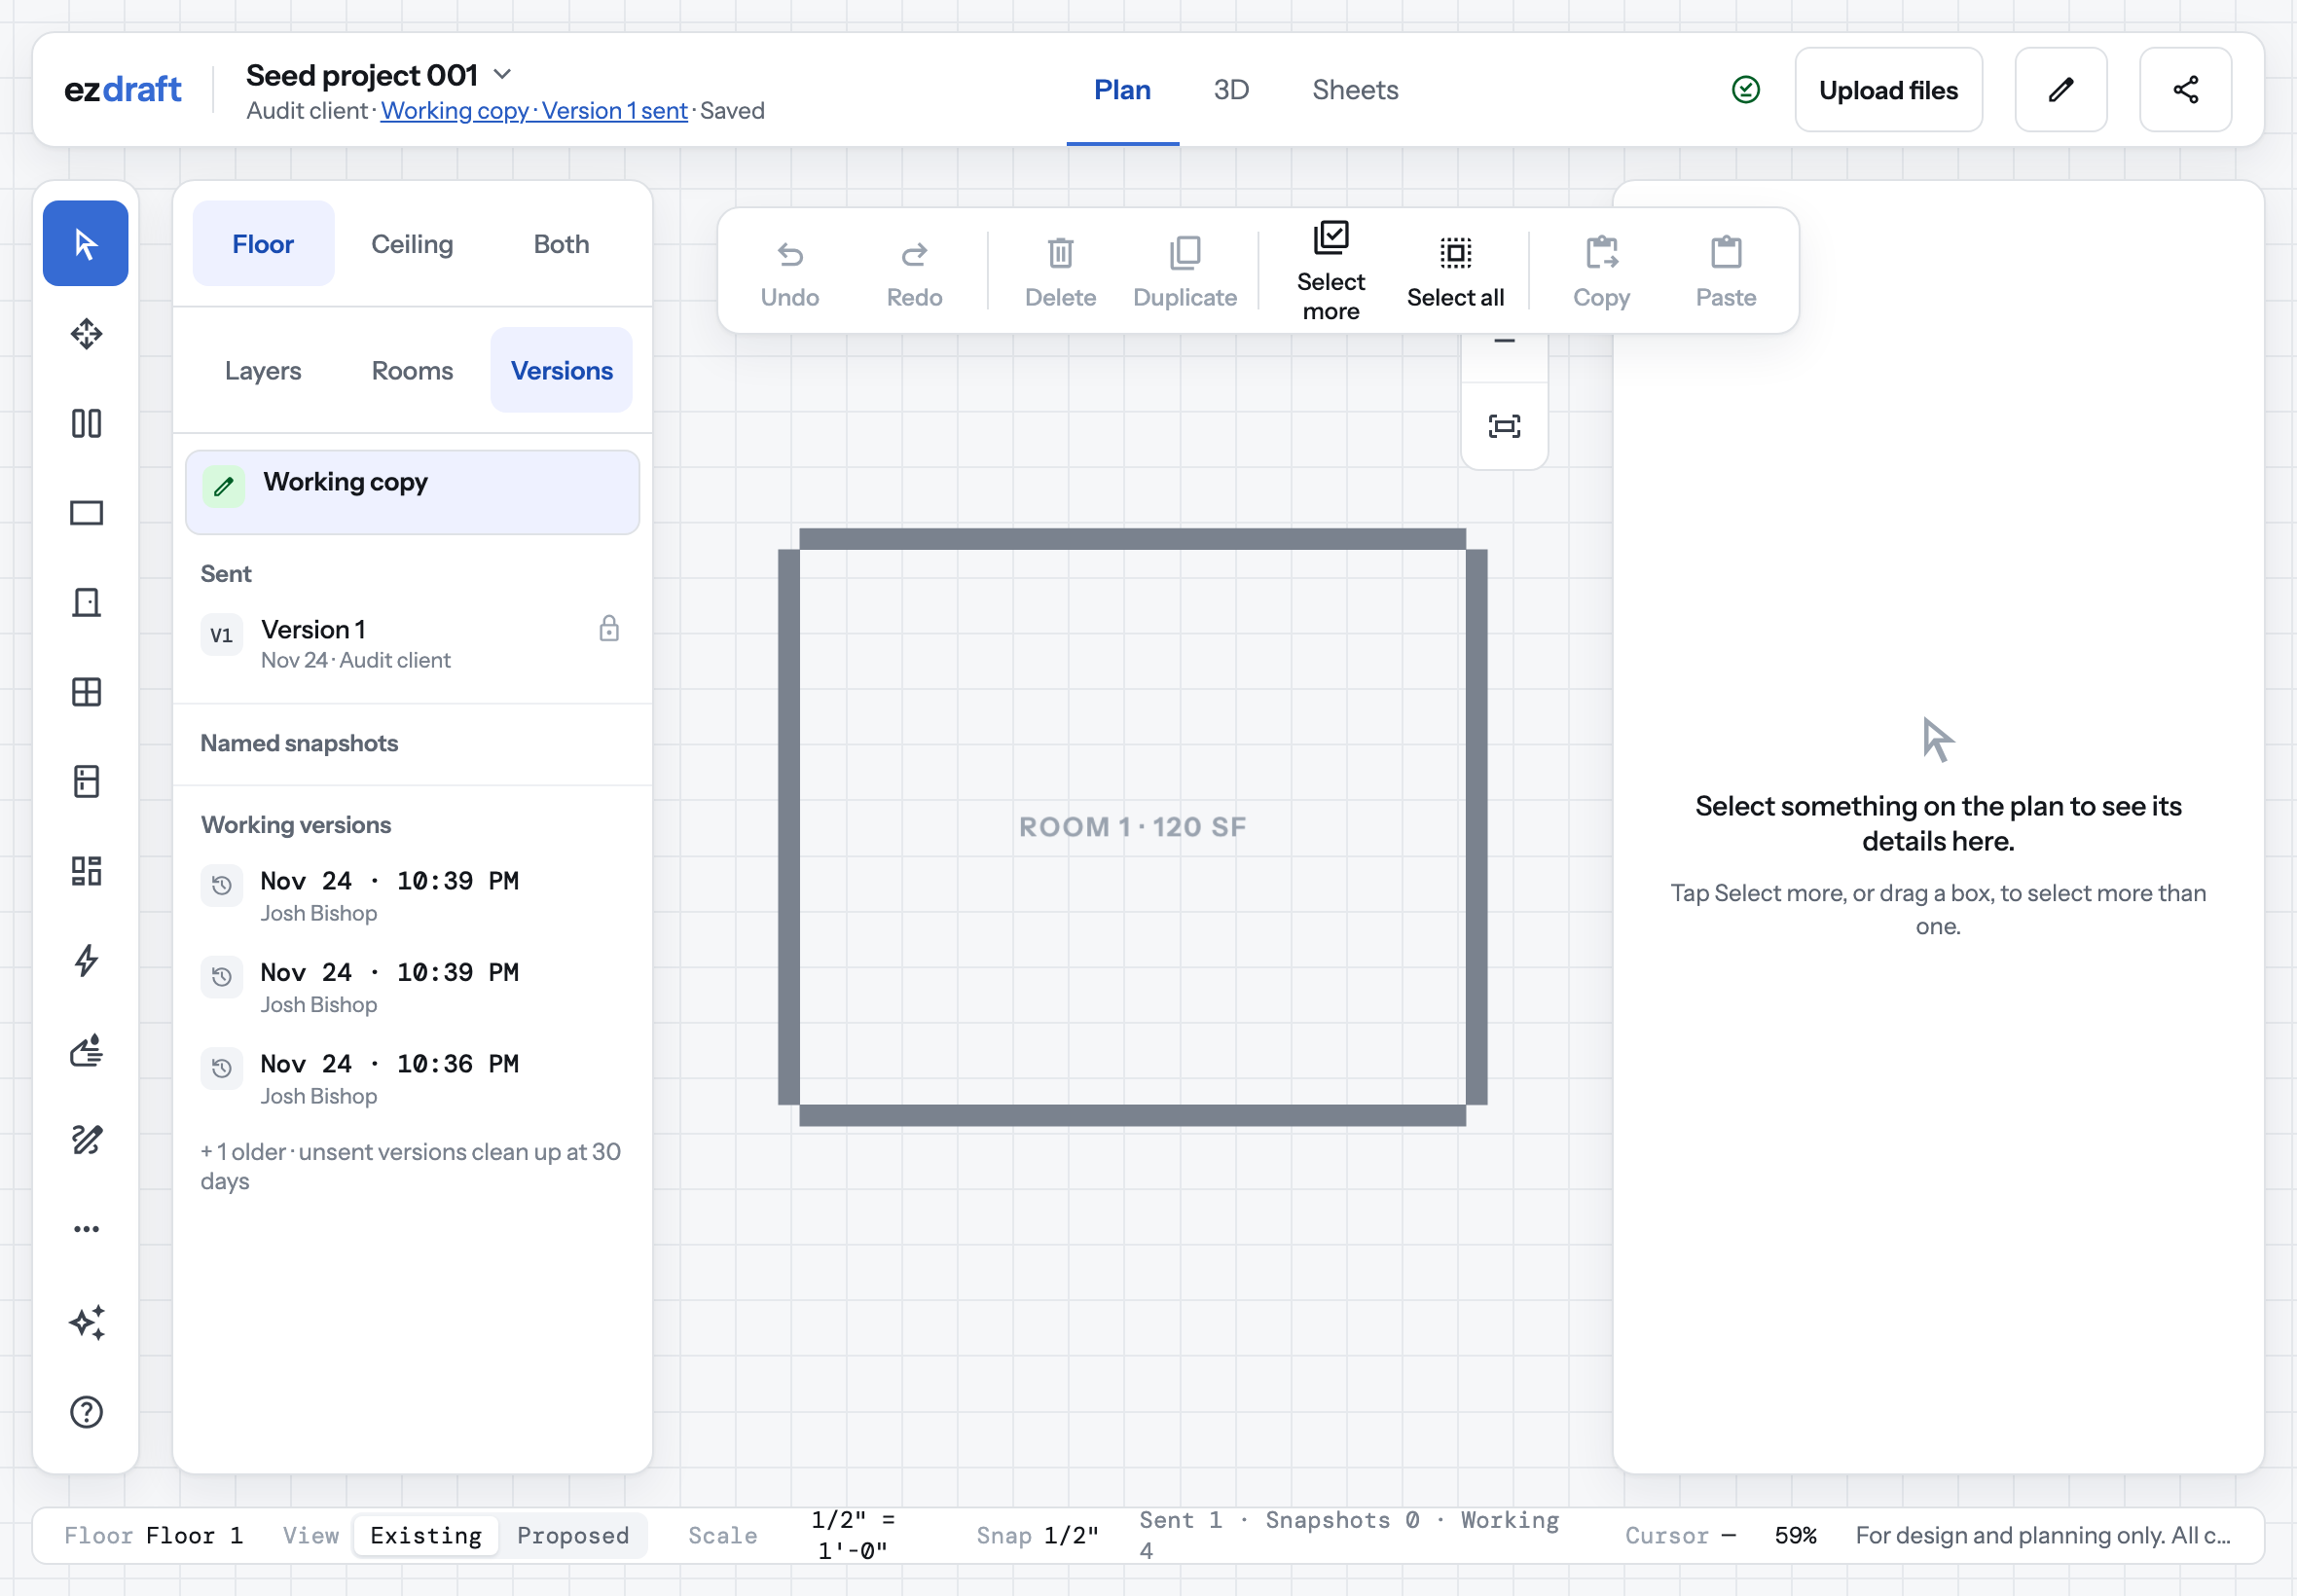 ezdraft
Seed project 001
Audit client · Working copy · Version 1 sent · Saved
Plan
3D
Sheets
Upload files
Floor
Ceiling
Both
Layers
Rooms
Versions
Working copy
Sent
V1
Version 1
Nov 24 · Audit client
Named snapshots
Working versions
Nov 24 · 10:39 PM
Josh Bishop
Nov 24 · 10:39 PM
Josh Bishop
Nov 24 · 10:36 PM
Josh Bishop
+ 1 older · unsent versions clean up at 30
days
Undo
Redo
Delete
Duplicate
Select
more
Select all
Copy
Paste
ROOM 1 · 120 SF
Select something on the plan to see its
details here.
Tap Select more, or drag a box, to select more than
one.
Floor Floor 1
View Existing Proposed
Scale
1/2" =
1'-0"
Snap 1/2"
Sent 1 · Snapshots 0 · Working
4
Cursor —
59%
For design and planning only. All c...